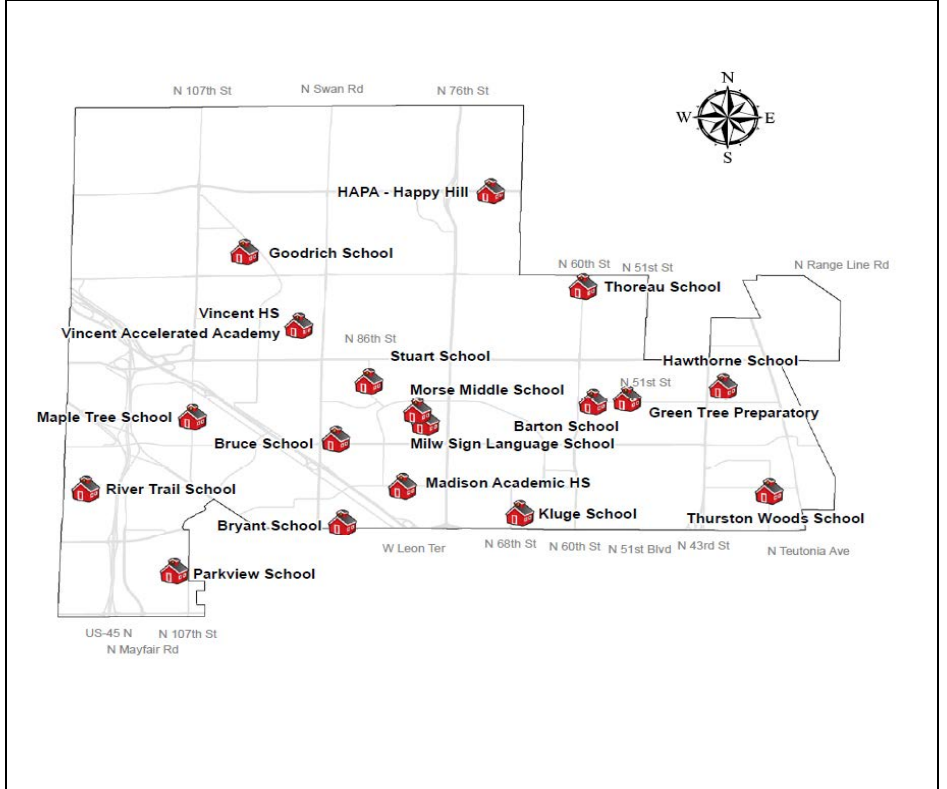 N
N 107th St
N Swan Rd
N 76th St
W
E
S
HAPA - Happy Hill
Goodrich School
N 60th St
N 51st St
N Range Line Rd
Thoreau School
Vincent HS
Vincent Accelerated Academy
N 86th St
Stuart School
Hawthorne School
Morse Middle School
N 51st St
Green Tree Preparatory
Maple Tree School
Barton School
Bruce School
Milw Sign Language School
Madison Academic HS
River Trail School
Kluge School
Thurston Woods School
Bryant School
W Leon Ter
N 68th St
N 60th St
N 51st Blvd
N 43rd St
N Teutonia Ave
Parkview School
US-45 N
N 107th St
N Mayfair Rd